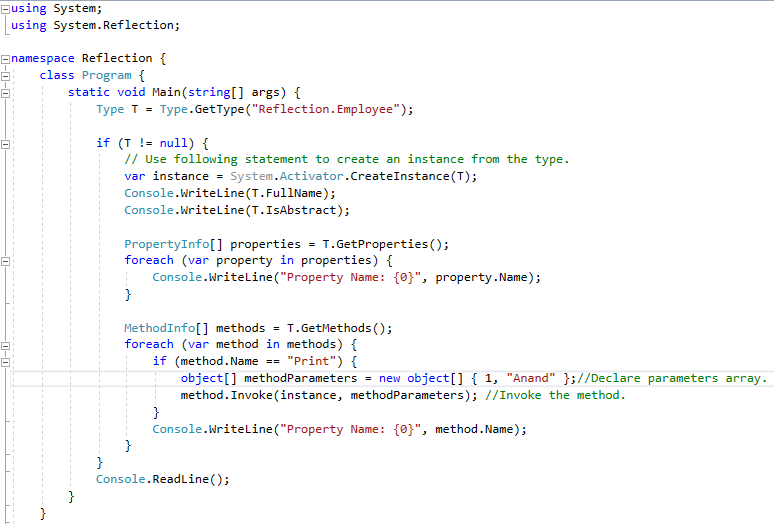 using System;
using System.Reflection;
namespace Reflection {
class Program {
static void Main(string[] args) {
Type T = Type.GetType("Reflection.Employee");
if (T != null) {
// Use following statement to create an instance from the type.
var instance = System.Activator.CreateInstance(T);
Console.WriteLine(T.FullName);
Console.WriteLine(T.IsAbstract);
PropertyInfo[] properties = T.GetProperties();
foreach (var property in properties) {
Console.WriteLine("Property Name: {0}", property.Name);
}
MethodInfo[] methods = T.GetMethods();
foreach (var method in methods) {
if (method.Name == "Print") {
object[] methodParameters = new object[] { 1, "Anand" };//Declare parameters array.
method.Invoke(instance, methodParameters); //Invoke the method.
}
Console.WriteLine("Property Name: {0}", method.Name);
}
}
Console.ReadLine();
}
}